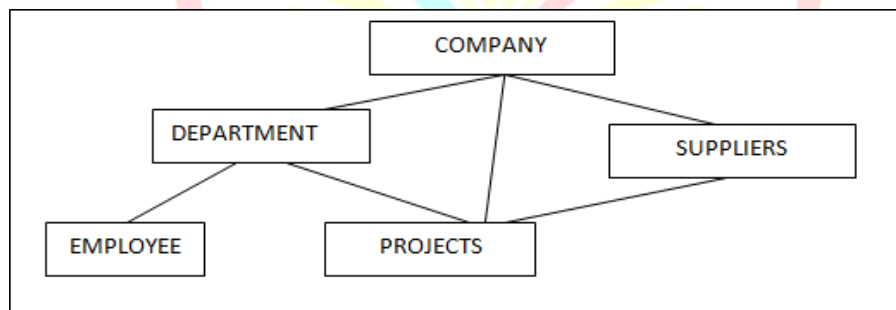 COMPANY
DEPARTMENT
SUPPLIERS
EMPLOYEE
PROJECTS